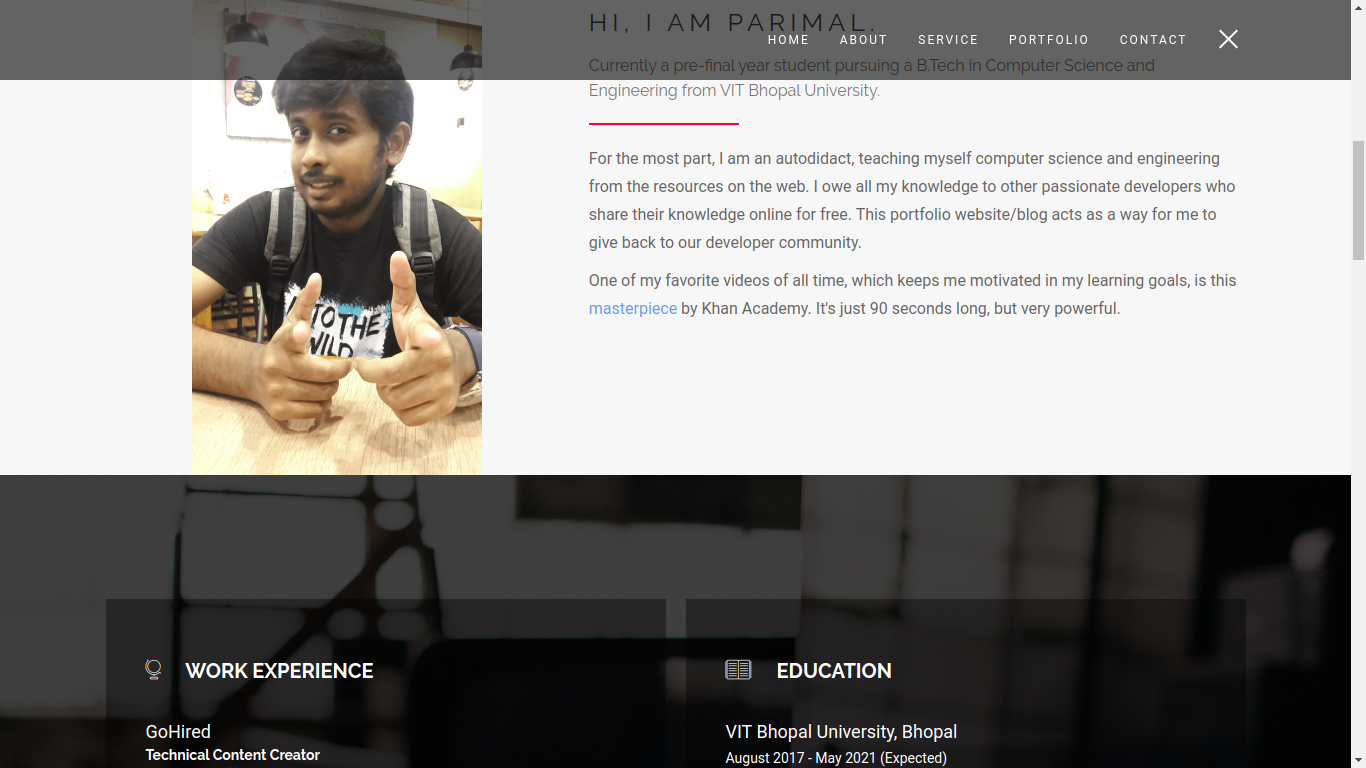 HI, I AM PARIMAL.
HOME ABOUT SERVICE PORTFOLIO CONTACT
Currently a pre-final year student pursuing a B.Tech in Computer Science and
Engineering from VIT Bhopal University.
For the most part, I am an autodidact, teaching myself computer science and engineering
from the resources on the web. I owe all my knowledge to other passionate developers who
share their knowledge online for free. This portfolio website/blog acts as a way for me to
give back to our developer community.
One of my favorite videos of all time, which keeps me motivated in my learning goals, is this
masterpiece by Khan Academy. It's just 90 seconds long, but very powerful.
TO THE
WILD
WORK EXPERIENCE
GoHired
Technical Content Creator
EDUCATION
VIT Bhopal University, Bhopal
August 2017 - May 2021 (Expected)